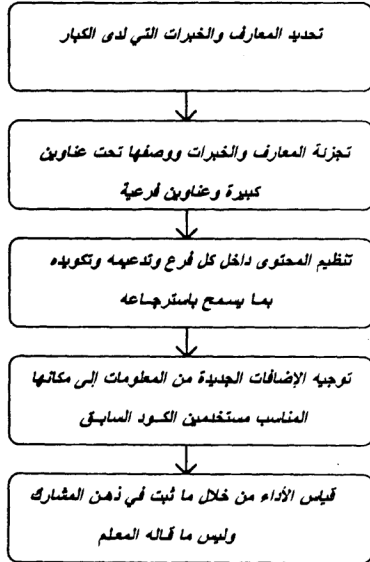 تحديد المعارف والخبرات التي لدى الكبار
تجزئة المعارف والخبرات ووصفها تحت عناوين
كبيرة وعناوين فرعية
تنظيم المحتوى داخل كل فرع وتدعيمه وتكويده
بما يسمح باسترجاعه
توجيه الإضافات الجديدة من المعلومات إلى مكانها
المناسب مستخدمين الكود السابق
قياس الأداء من خلال ما ثبت في ذهن المشارك
وليس ما قاله المعلم